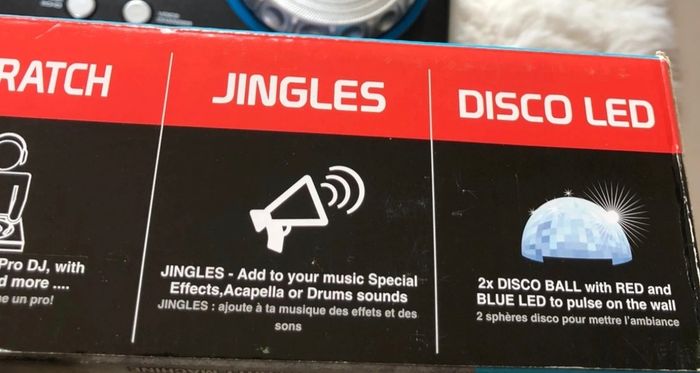 RATCH
Pro DJ, with
d more ....
e un pro!
JINGLES
JINGLES - Add to your music Special
Effects,Acapella or Drums sounds
JINGLES : ajoute à ta musique des effets et des
sons
DISCO LED
2x DISCO BALL with RED and
BLUE LED to pulse on the wall
2 sphères disco pour mettre l'ambiance